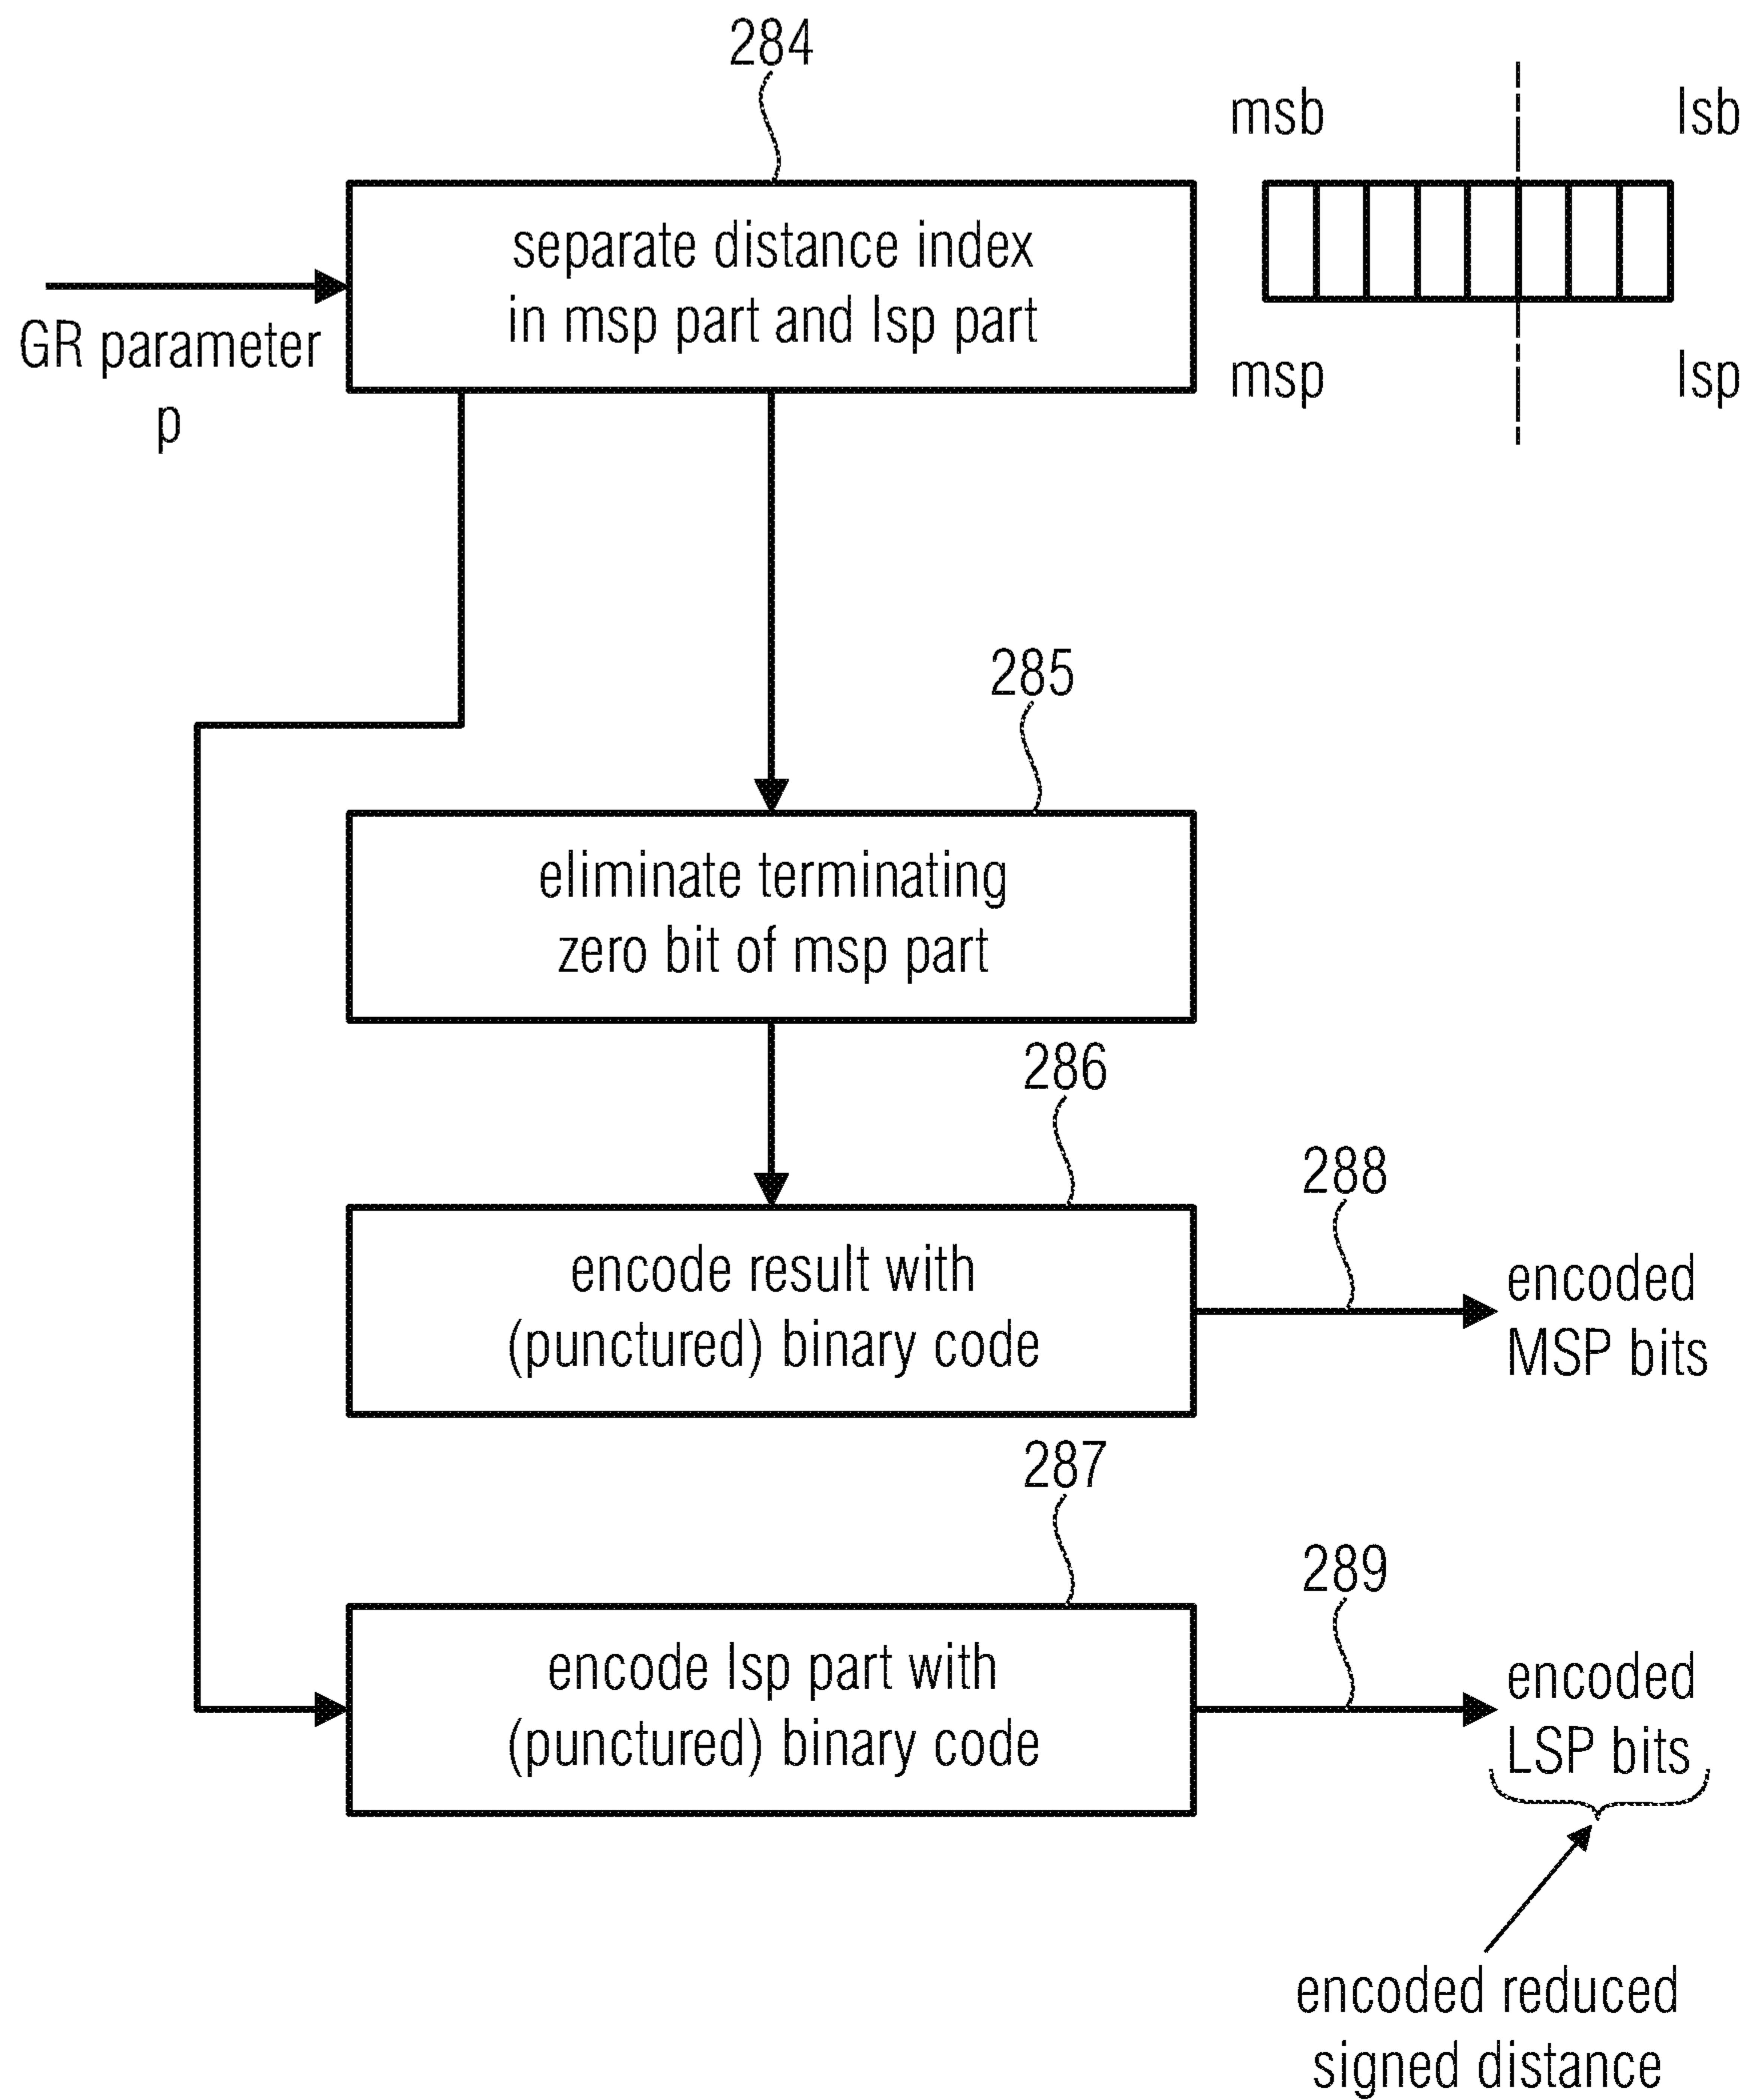 284
msb
lsb
separate distance index
in msp part and lsp part
GR parameter
p
msp
lsp
285
eliminate terminating
zero bit of msp part
286
encode result with
(punctured) binary code
288
encoded
MSP bits
287
encode lsp part with
(punctured) binary code
289
encoded
LSP bits
encoded reduced
signed distance